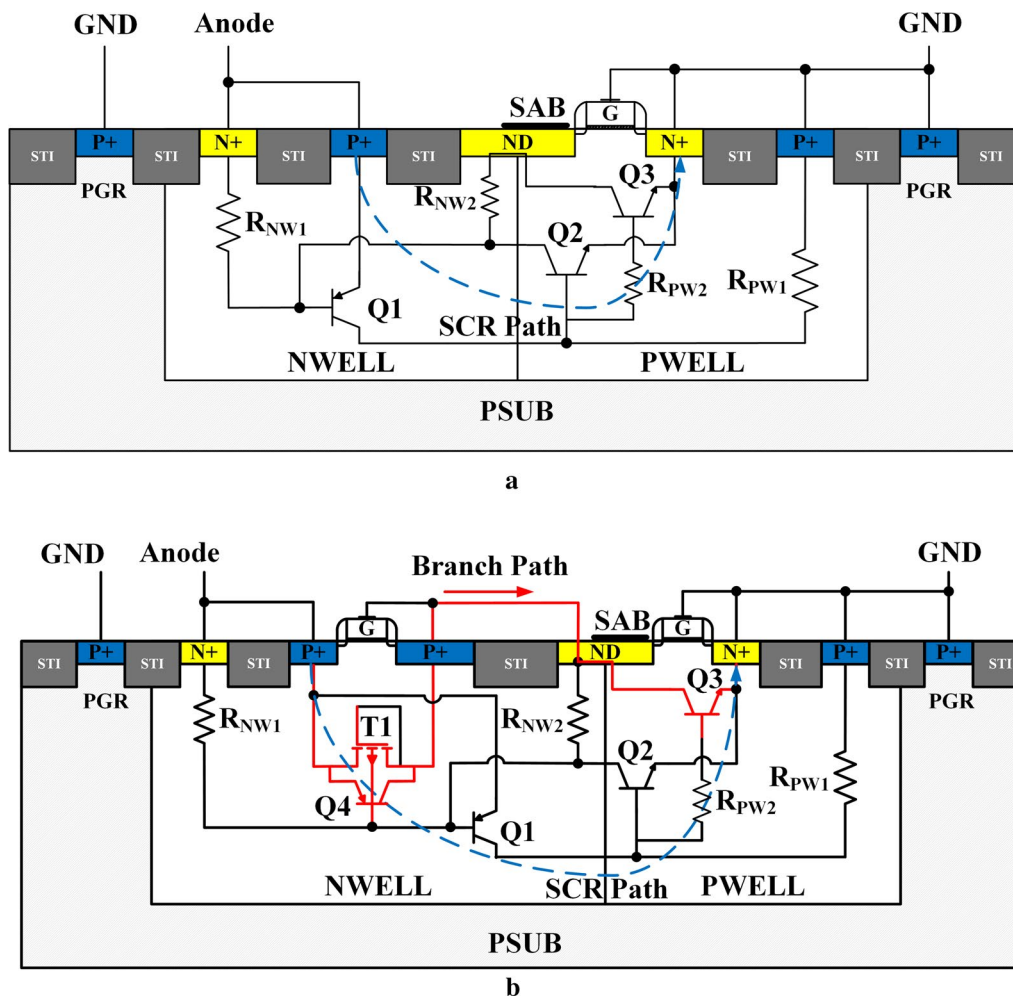 GND Anode GND
SAB G
STI P+ STI N+ STI P+ STI ND N+ STI P+ STI P+ STI
PGR RNW1 RNW2 Q3 PGR
Q2
RPW2 RPW1
Q1
SCR Path
NWELL PWELL
PSUB
a
GND Anode Branch Path GND
G SAB G
STI P+ STI N+ STI P+ P+ STI ND N+ STI P+ STI P+ STI
PGR Q3 PGR
RNW1 T1 RNW2
Q2
RPW1
Q4 RPW2
Q1
NWELL SCR Path PWELL
PSUB
b